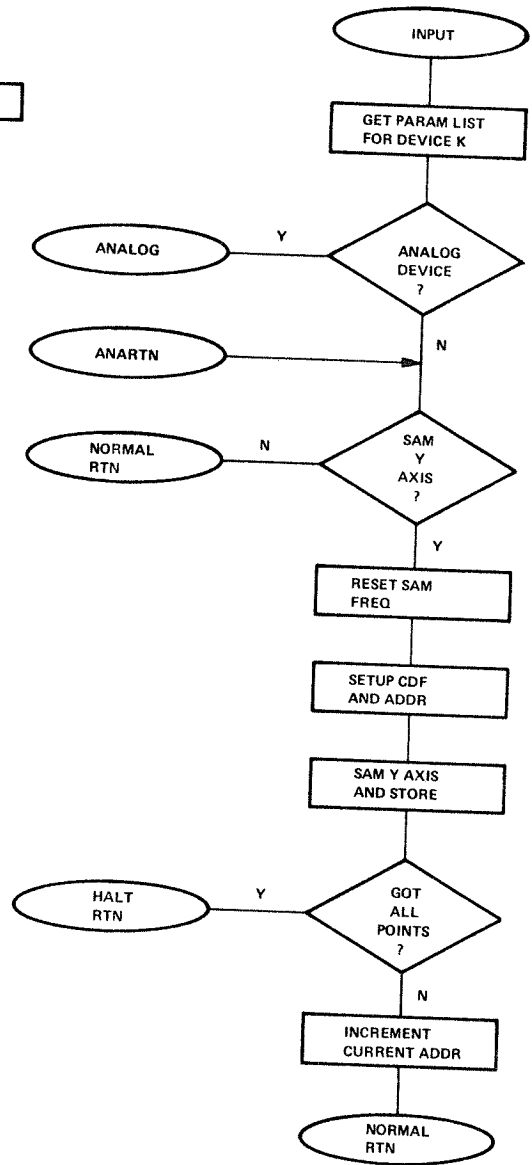 INPUT
GET PARAM LIST
FOR DEVICE K
ANALOG
Y
ANALOG
DEVICE
?
N
ANARTN
NORMAL
RTN
N
SAM
Y
AXIS
?
Y
RESET SAM
FREQ
SETUP CDF
AND ADDR
SAM Y AXIS
AND STORE
HALT
RTN
Y
GOT
ALL
POINTS
?
N
INCREMENT
CURRENT ADDR
NORMAL
RTN